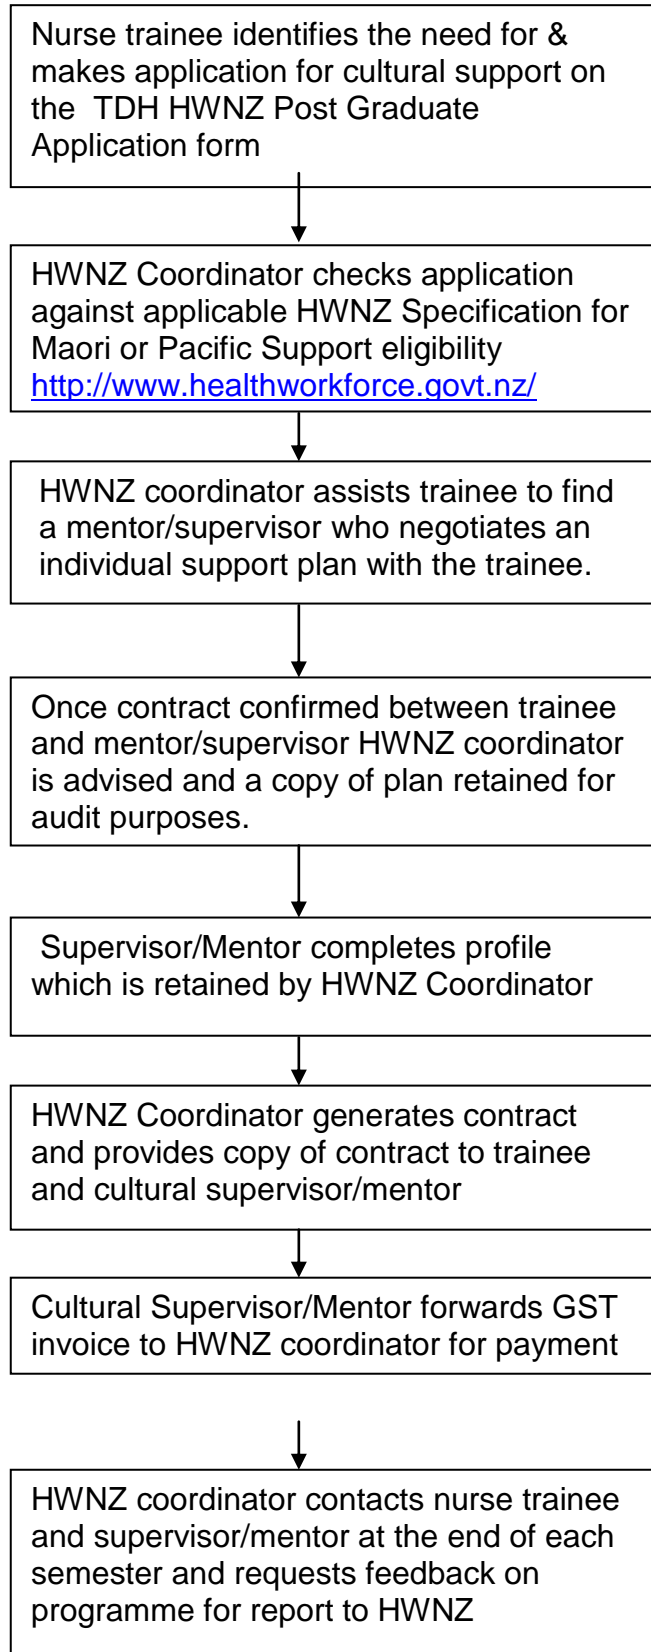 Nurse trainee identifies the need for &
makes application for cultural support on
the TDH HWNZ Post Graduate
Application form
HWNZ Coordinator checks application
against applicable HWNZ Specification for
Maori or Pacific Support eligibility
http://www.healthworkforce.govt.nz/
HWNZ coordinator assists trainee to find
a mentor/supervisor who negotiates an
individual support plan with the trainee.
Once contract confirmed between trainee
and mentor/supervisor HWNZ coordinator
is advised and a copy of plan retained for
audit purposes.
Supervisor/Mentor completes profile
which is retained by HWNZ Coordinator
HWNZ Coordinator generates contract
and provides copy of contract to trainee
and cultural supervisor/mentor
Cultural Supervisor/Mentor forwards GST
invoice to HWNZ coordinator for payment
HWNZ coordinator contacts nurse trainee
and supervisor/mentor at the end of each
semester and requests feedback on
programme for report to HWNZ